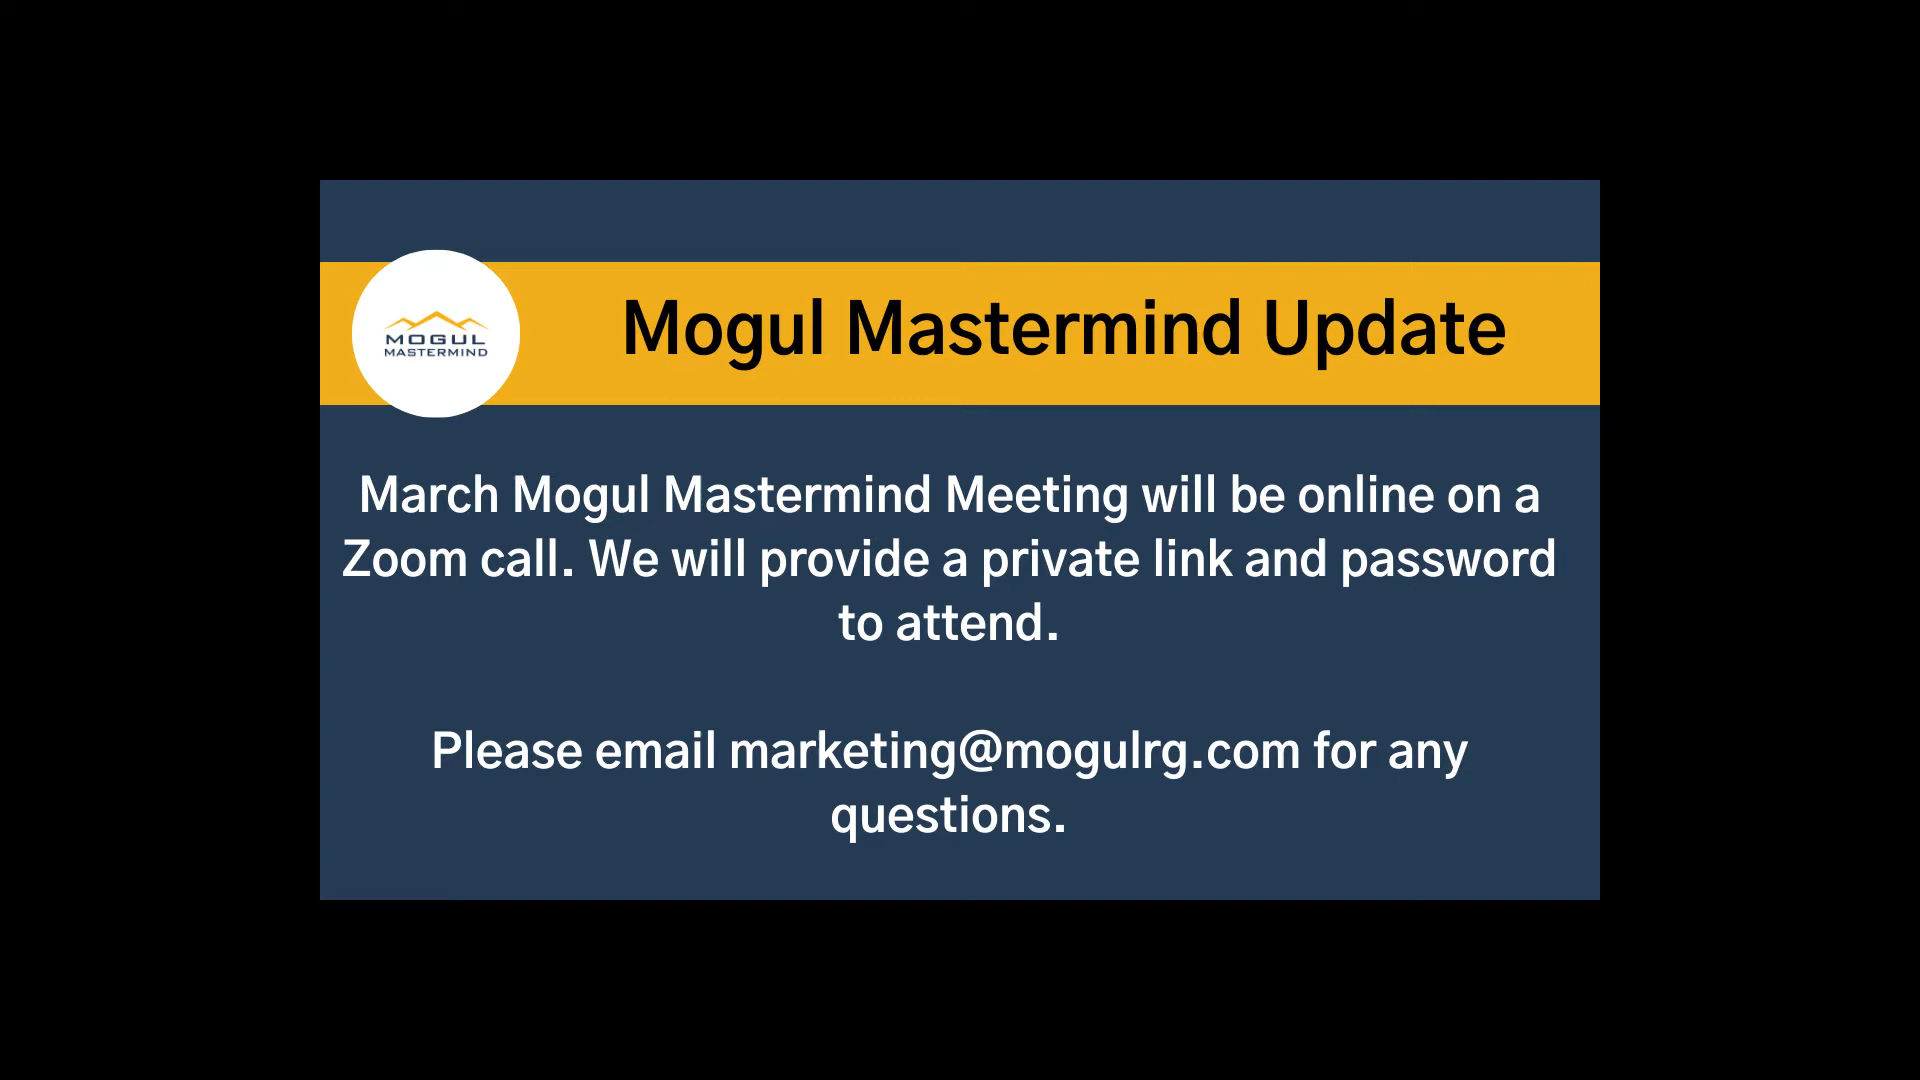 MOGUL
MASTERMIND
Mogul Mastermind Update
March Mogul Mastermind Meeting will be online on a
Zoom call. We will provide a private link and password
to attend.
Please email marketing@mogulrg.com for any
questions.